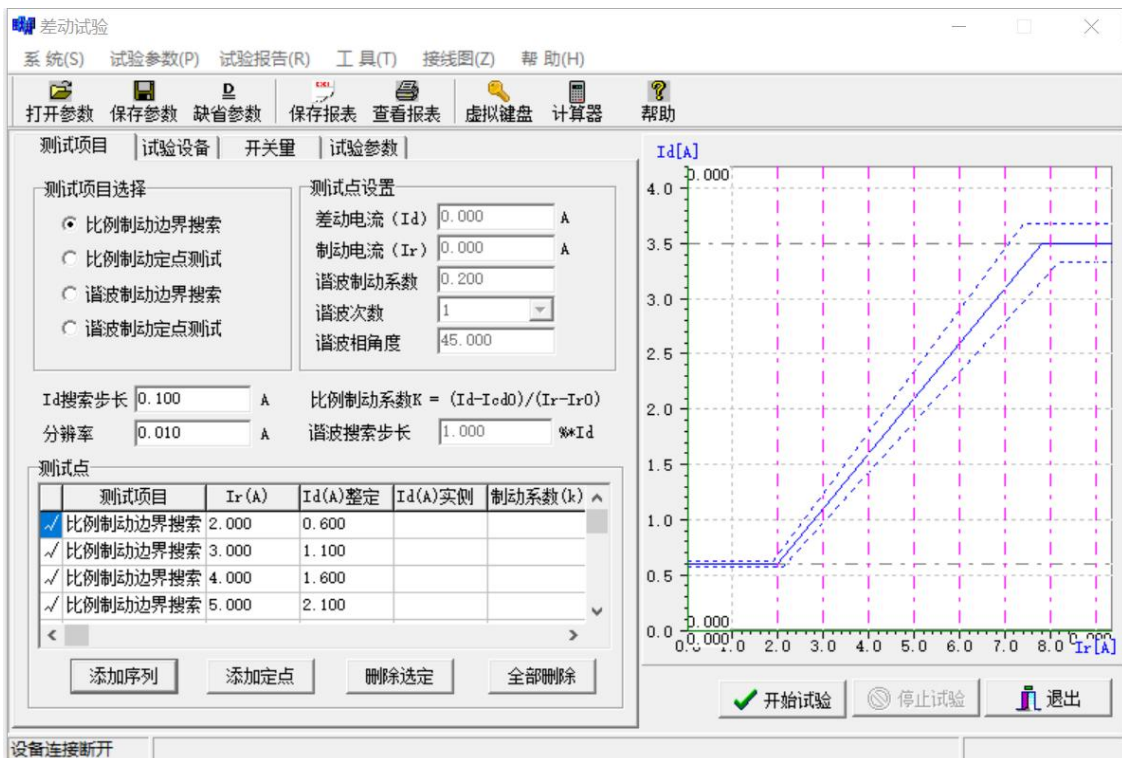 差动试验
系 统(S) 试验参数(P) 试验报告(R) 工 具(T) 接线图(Z) 帮 助(H)
打开参数 保存参数 缺省参数 保存报表 查看报表 虚拟键盘 计算器 帮助
测试项目 试验设备 开关量 试验参数
测试项目选择
比例制动边界搜索
比例制动定点测试
谐波制动边界搜索
谐波制动定点测试
测试点设置
差动电流(Id) 0.000 A
制动电流(Ir) 0.000 A
谐波制动系数 0.200
谐波次数 1
谐波相角度 45.000
Id搜索步长 0.100 A 比例制动系数K = (Id-Icd0)/(Ir-Ir0)
分辨率 0.010 A 谐波搜索步长 1.000 %*Id
测试点
测试项目 Ir(A) Id(A)整定 Id(A)实侧 制动系数(k)
比例制动边界搜索 2.000 0.600
比例制动边界搜索 3.000 1.100
比例制动边界搜索 4.000 1.600
比例制动边界搜索 5.000 2.100
添加序列 添加定点 删除选定 全部删除
Id[A]
0.000
4.0
3.5
3.0
2.5
2.0
1.5
1.0
0.5
0.000
0.0
0.000
1.0 2.0 3.0 4.0 5.0 6.0 7.0 8.0 Ir[A]
开始试验 停止试验 退出
设备连接断开